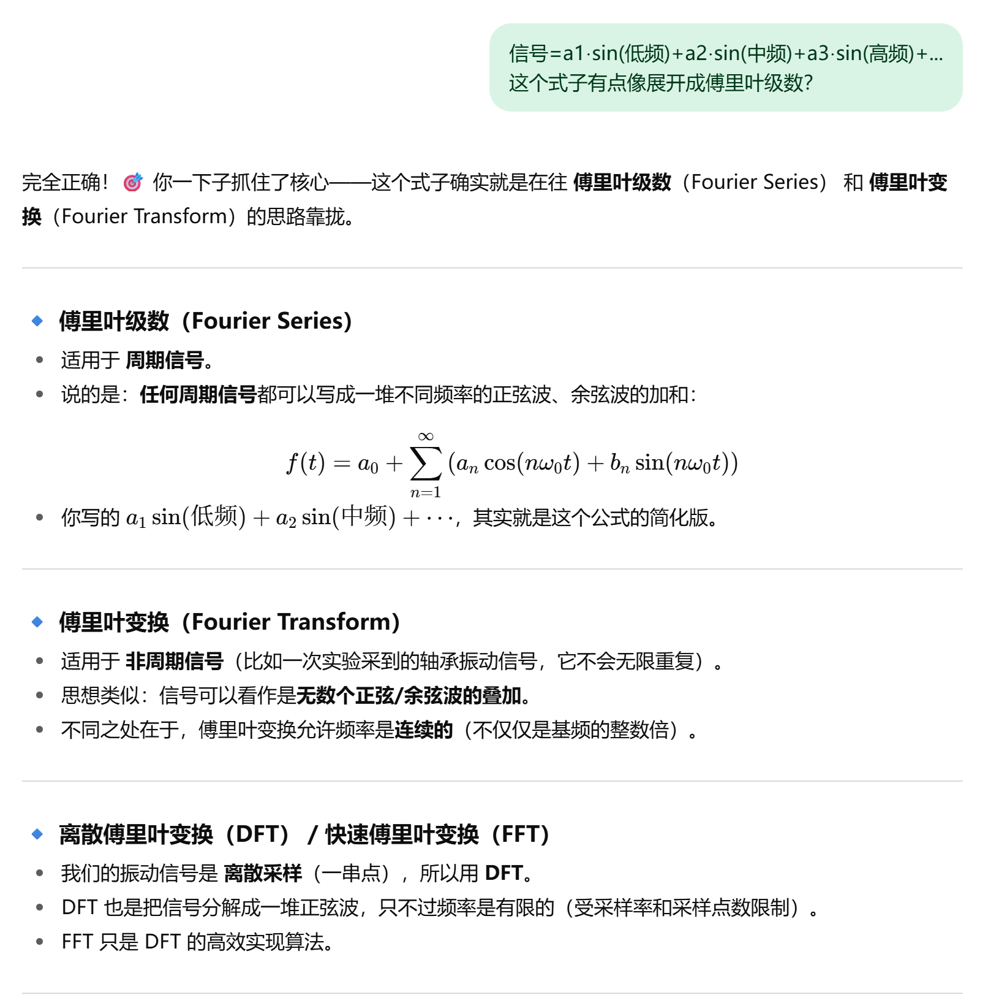 信号=a1·sin(低频)+a2·sin(中频)+a3·sin(高频)+...
这个式子有点像展开成傅里叶级数?
完全正确！🎯 你一下子抓住了核心——这个式子确实就是在往 傅里叶级数（Fourier Series） 和 傅里叶变
换（Fourier Transform）的思路靠拢。
🔹 傅里叶级数（Fourier Series）
• 适用于 周期信号。
• 说的是：任何周期信号都可以写成一堆不同频率的正弦波、余弦波的加和：
f(t) = a₀ + ∑_{n=1}^{∞} (aₙ cos(nω₀t) + bₙ sin(nω₀t))
• 你写的 a₁ sin(低频) + a₂ sin(中频) + ⋯，其实就是这个公式的简化版。
🔹 傅里叶变换（Fourier Transform）
• 适用于 非周期信号（比如一次实验采到的轴承振动信号，它不会无限重复）。
• 思想类似：信号可以看作是无数个正弦/余弦波的叠加。
• 不同之处在于，傅里叶变换允许频率是连续的（不仅仅是基频的整数倍）。
🔹 离散傅里叶变换（DFT） / 快速傅里叶变换（FFT）
• 我们的振动信号是 离散采样（一串点），所以用 DFT。
• DFT 也是把信号分解成一堆正弦波，只不过频率是有限的（受采样率和采样点数限制）。
• FFT 只是 DFT 的高效实现算法。